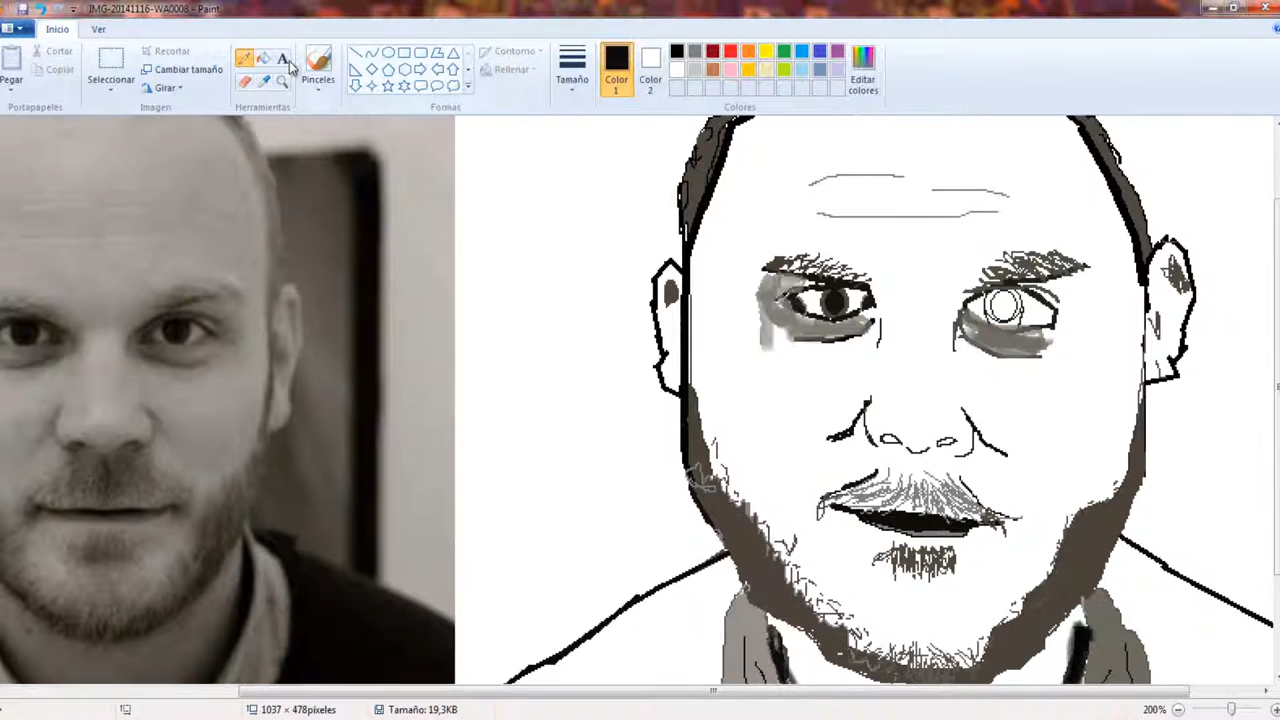 IMG-20141116-WA0008 - Paint
Inicio Ver
Pegar
Cortar
Copiar
Portapapeles
Seleccionar
Recortar
Cambiar tamaño
Girar
Imagen
A
Herramientas
Pinceles
Contorno
Rellenar
Formas
Tamaño
Color
1
Color
2
Editar
colores
Colores
1037 × 478píxeles
Tamaño: 19,3KB
200%